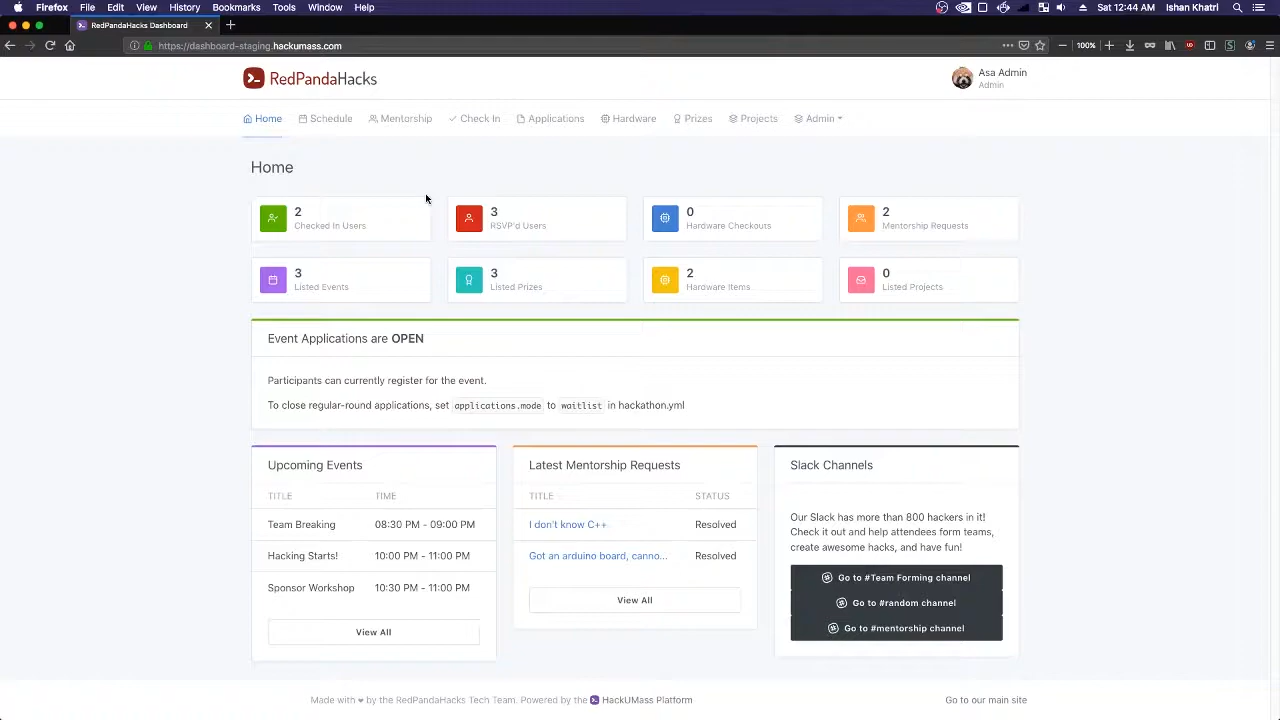 Firefox File Edit View History Bookmarks Tools Window Help Sat 12:44 AM Ishan Khatri
RedPandaHacks Dashboard
https://dashboard-staging.hackumass.com 100%
RedPandaHacks
Asa Admin
Admin
Home Schedule Mentorship Check In Applications Hardware Prizes Projects Admin
Home
2 3 0 2
Checked In Users RSVP'd Users Hardware Checkouts Mentorship Requests
3 3 2 0
Listed Events Listed Prizes Hardware Items Listed Projects
Event Applications are OPEN
Participants can currently register for the event.
To close regular-round applications, set applications.mode to waitlist in hackathon.yml
Upcoming Events
TITLE TIME
Team Breaking 08:30 PM - 09:00 PM
Hacking Starts! 10:00 PM - 11:00 PM
Sponsor Workshop 10:30 PM - 11:00 PM
View All
Latest Mentorship Requests
TITLE STATUS
I don't know C++ Resolved
Got an arduino board, canno... Resolved
View All
Slack Channels
Our Slack has more than 800 hackers in it!
Check it out and help attendees form teams,
create awesome hacks, and have fun!
Go to #Team Forming channel
Go to #random channel
Go to #mentorship channel
Made with ❤ by the RedPandaHacks Tech Team. Powered by the HackUMass Platform
Go to our main site